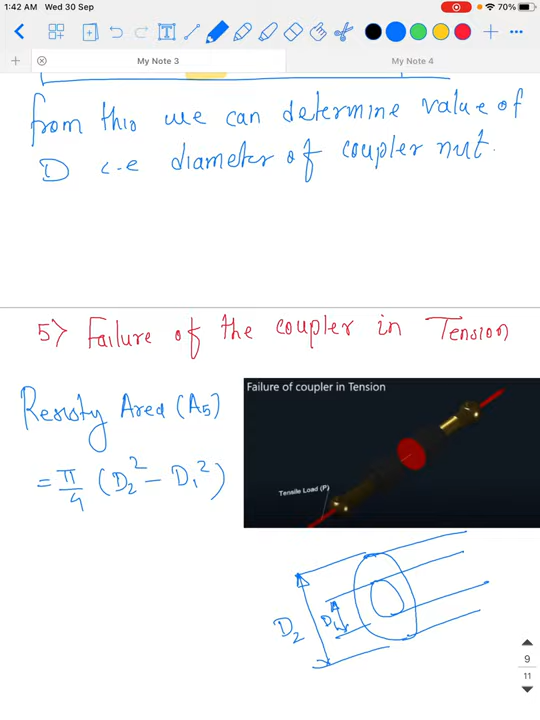 1:42 AM Wed 30 Sep
70%
My Note 3
My Note 4
from this we can determine value of
D i.e diameter of coupler nut.
5> Failure of the coupler in Tension
Resisty Area (A5)
= π/4 (D₂² − D₁²)
Failure of coupler in Tension
Tensile Load (P)
D₂
D₁
9
11